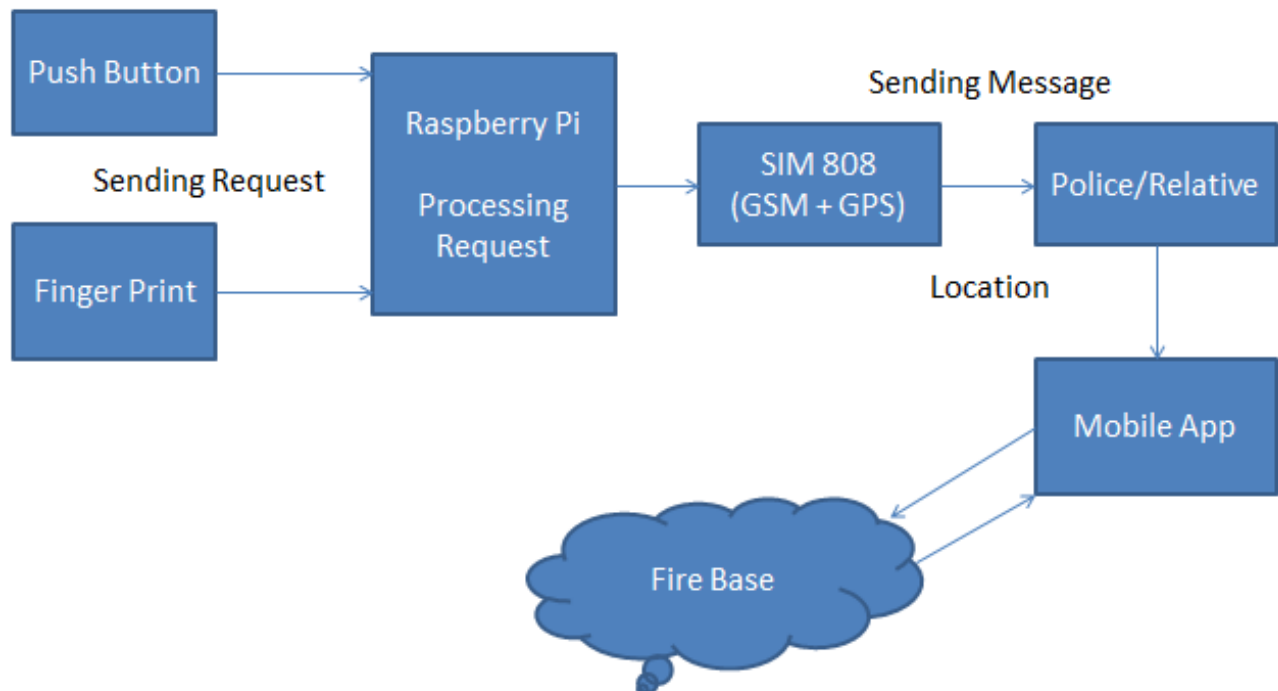 Push Button
Sending Request
Finger Print
Raspberry Pi
Processing
Request
Sending Message
SIM 808
(GSM + GPS)
Police/Relative
Location
Mobile App
Fire Base